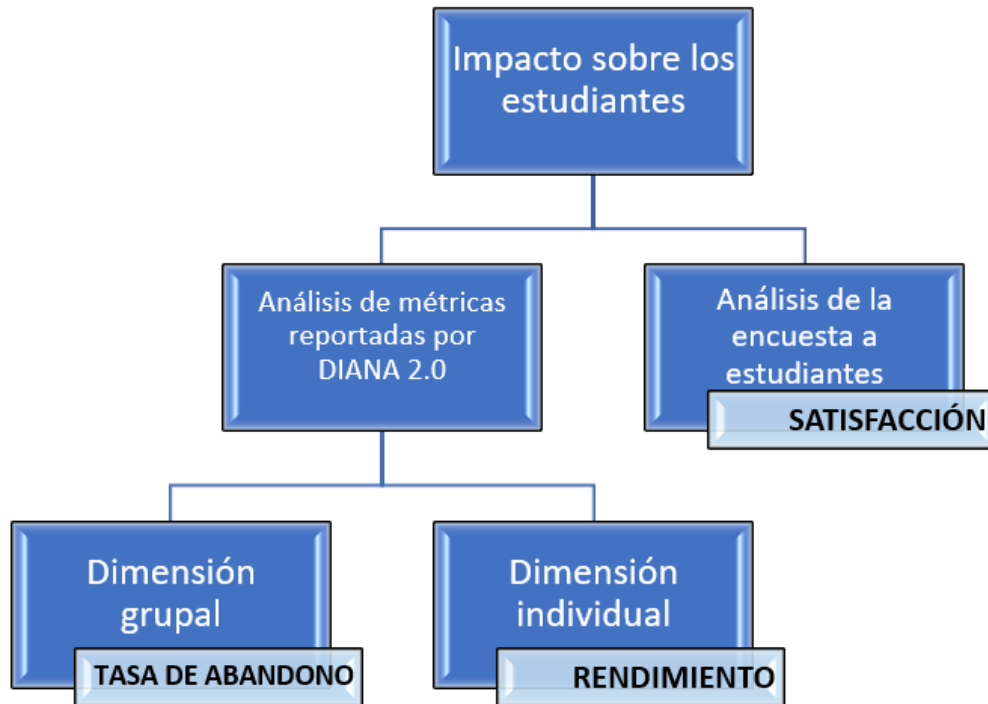 Impacto sobre los
estudiantes
Análisis de métricas
reportadas por
DIANA 2.0
Análisis de la
encuesta a
estudiantes
SATISFACCIÓN
Dimensión
grupal
TASA DE ABANDONO
Dimensión
individual
RENDIMIENTO